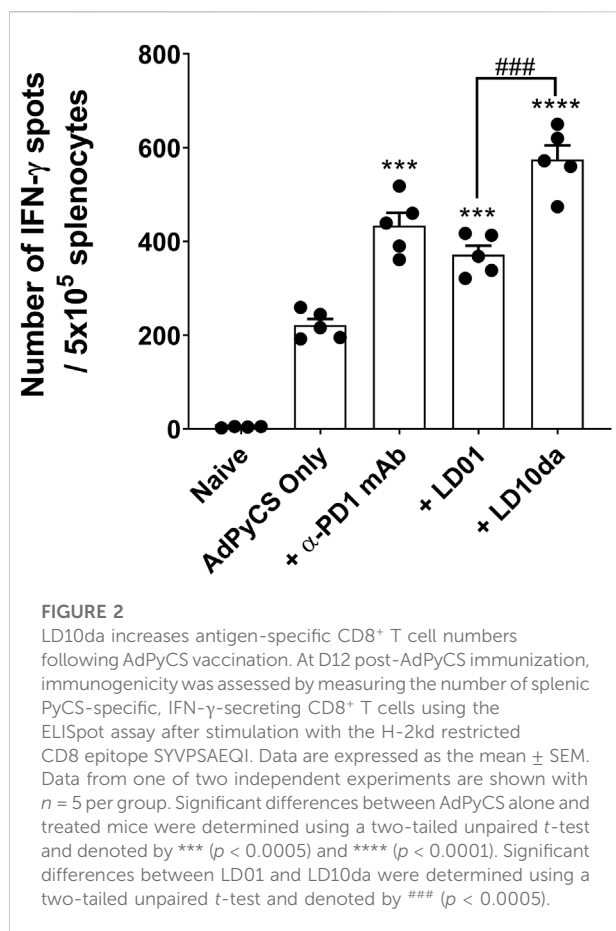 800
600
400
200
0
Number of IFN-γ spots
/ 5x10⁵ splenocytes
###
***
***
****
Naive
AdPyCS Only
+ α-PD1 mAb
+ LD01
+ LD10da
FIGURE 2
LD10da increases antigen-specific CD8⁺ T cell numbers
following AdPyCS vaccination. At D12 post-AdPyCS immunization,
immunogenicity was assessed by measuring the number of splenic
PyCS-specific, IFN-γ-secreting CD8⁺ T cells using the
ELISpot assay after stimulation with the H-2kd restricted
CD8 epitope SYVPSAEQI. Data are expressed as the mean ± SEM.
Data from one of two independent experiments are shown with
n = 5 per group. Significant differences between AdPyCS alone and
treated mice were determined using a two-tailed unpaired t-test
and denoted by *** (p < 0.0005) and **** (p < 0.0001). Significant
differences between LD01 and LD10da were determined using a
two-tailed unpaired t-test and denoted by ### (p < 0.0005).